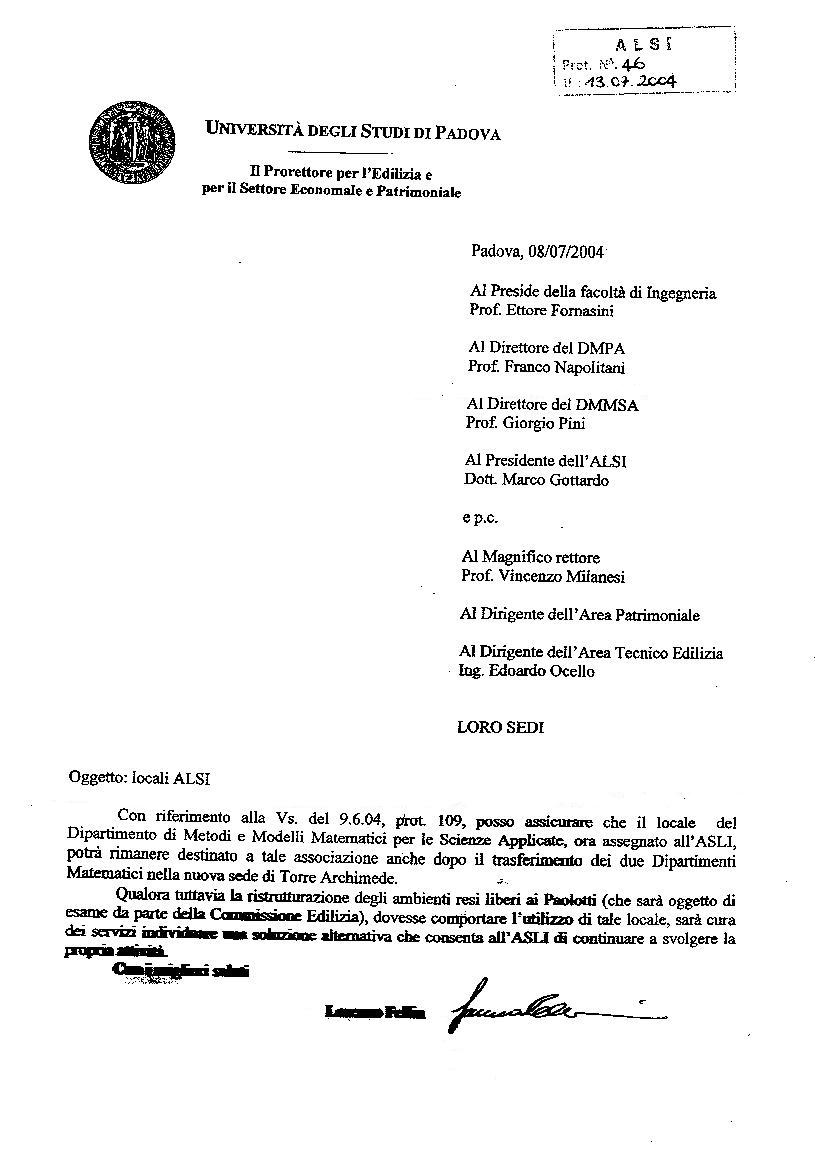 ALSI
Prot. N°. 46
il: 13.07.2004
UNIVERSITÀ DEGLI STUDI DI PADOVA
Il Prorettore per l'Edilizia e
per il Settore Economale e Patrimoniale
Padova, 08/07/2004
Al Preside della facoltà di Ingegneria
Prof. Ettore Fornasini
Al Direttore del DMPA
Prof. Franco Napolitani
Al Direttore del DMMSA
Prof. Giorgio Pini
Al Presidente dell'ALSI
Dott. Marco Gottardo
e p.c.
Al Magnifico rettore
Prof. Vincenzo Milanesi
Al Dirigente dell'Area Patrimoniale
Al Dirigente dell'Area Tecnico Edilizia
Ing. Edoardo Ocello
LORO SEDI
Oggetto: locali ALSI
Con riferimento alla Vs. del 9.6.04, prot. 109, posso assicurare che il locale del
Dipartimento di Metodi e Modelli Matematici per le Scienze Applicate, ora assegnato all'ASLI,
potrà rimanere destinato a tale associazione anche dopo il trasferimento dei due Dipartimenti
Matematici nella nuova sede di Torre Archimede.
Qualora tuttavia la ristrutturazione degli ambienti resi liberi ai Paolotti (che sarà oggetto di
esame da parte della Commissione Edilizia), dovesse comportare l'utilizzo di tale locale, sarà cura
dei servizi individuare una soluzione alternativa che consenta all'ASLI di continuare a svolgere la
propria attività.
Con i migliori saluti